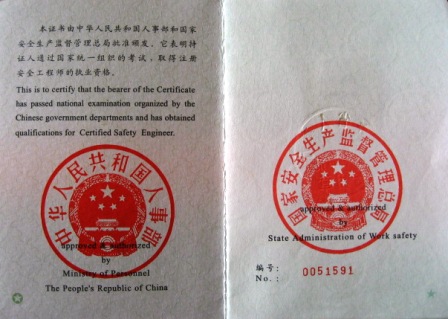 本证书由中华人民共和国人事部和国家
安全生产监督管理总局批准颁发。它表明持
证人通过国家统一组织的考试，取得注册
安全工程师的执业资格。
This is to certify that the bearer of the Certificate
has passed national examination organized by the
Chinese government departments and has obtained
qualifications for Certified Safety Engineer.
中华人民共和国人事部
approved & authorized
by
Ministry of Personnel
The People's Republic of China
国家安全生产监督管理总局
approved & authorized
by
State Administration of Work safety
编号:
No.: 0051591